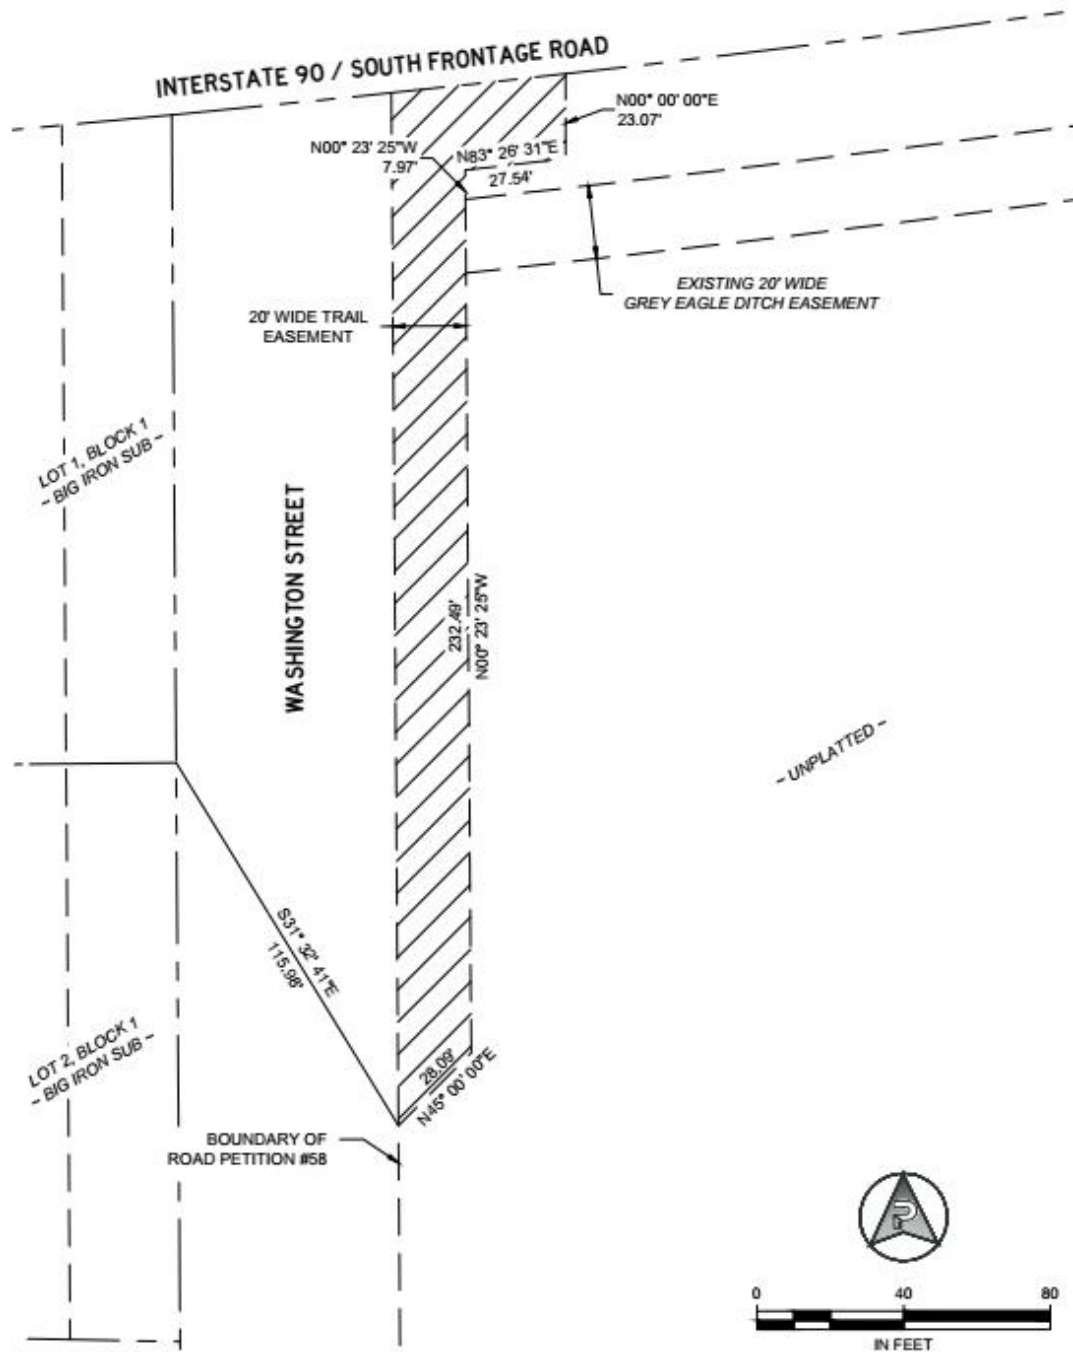 INTERSTATE 90 / SOUTH FRONTAGE ROAD
N00° 00' 00"E
23.07'
N00° 23' 25"W
7.97'
N83° 26' 31"E
27.54'
EXISTING 20' WIDE
GREY EAGLE DITCH EASEMENT
20' WIDE TRAIL
EASEMENT
LOT 1, BLOCK 1
~ BIG IRON SUB ~
WASHINGTON STREET
232.49'
N00° 23' 25"W
~ UNPLATTED ~
S31° 32' 41"E
115.98'
LOT 2, BLOCK 1
~ BIG IRON SUB ~
28.09'
N45° 00' 00"E
BOUNDARY OF
ROAD PETITION #58
P
0 40 80
IN FEET